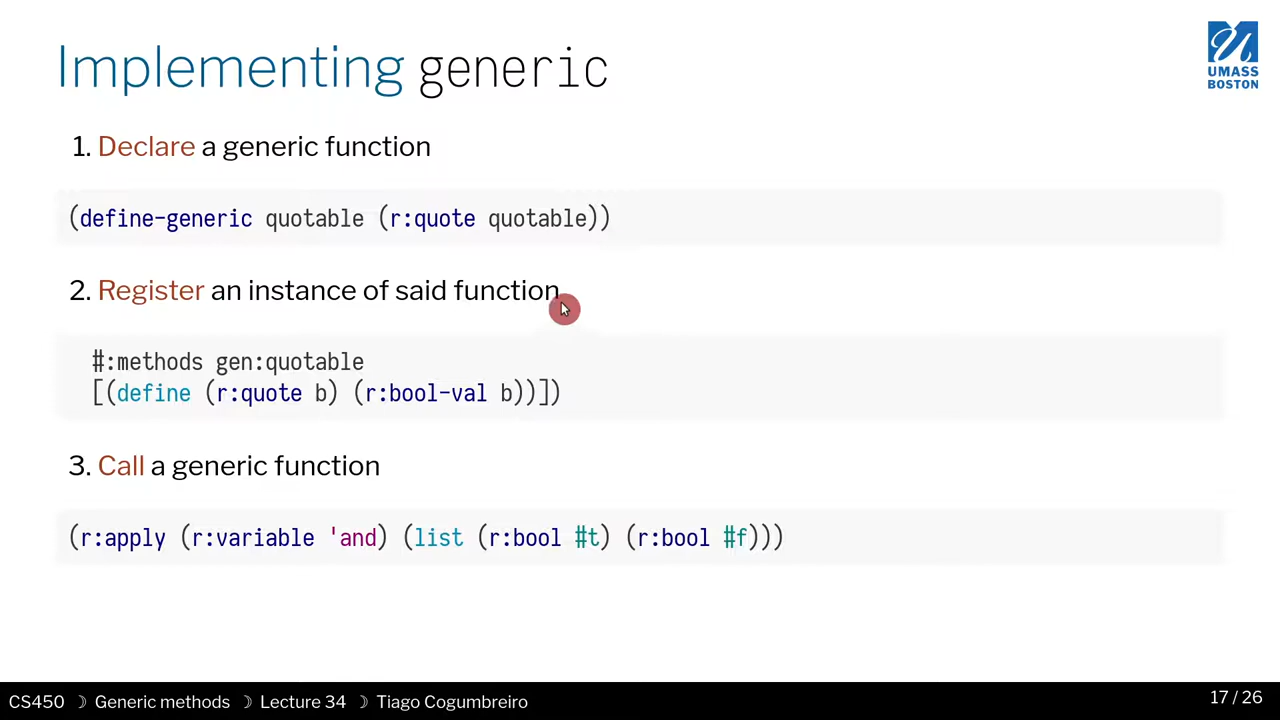 Implementing generic
UMASS
BOSTON
1. Declare a generic function
(define-generic quotable (r:quote quotable))
2. Register an instance of said function
#:methods gen:quotable
[(define (r:quote b) (r:bool-val b))])
3. Call a generic function
(r:apply (r:variable 'and) (list (r:bool #t) (r:bool #f)))
CS450 ☽ Generic methods ☽ Lecture 34 ☽ Tiago Cogumbreiro
17 / 26